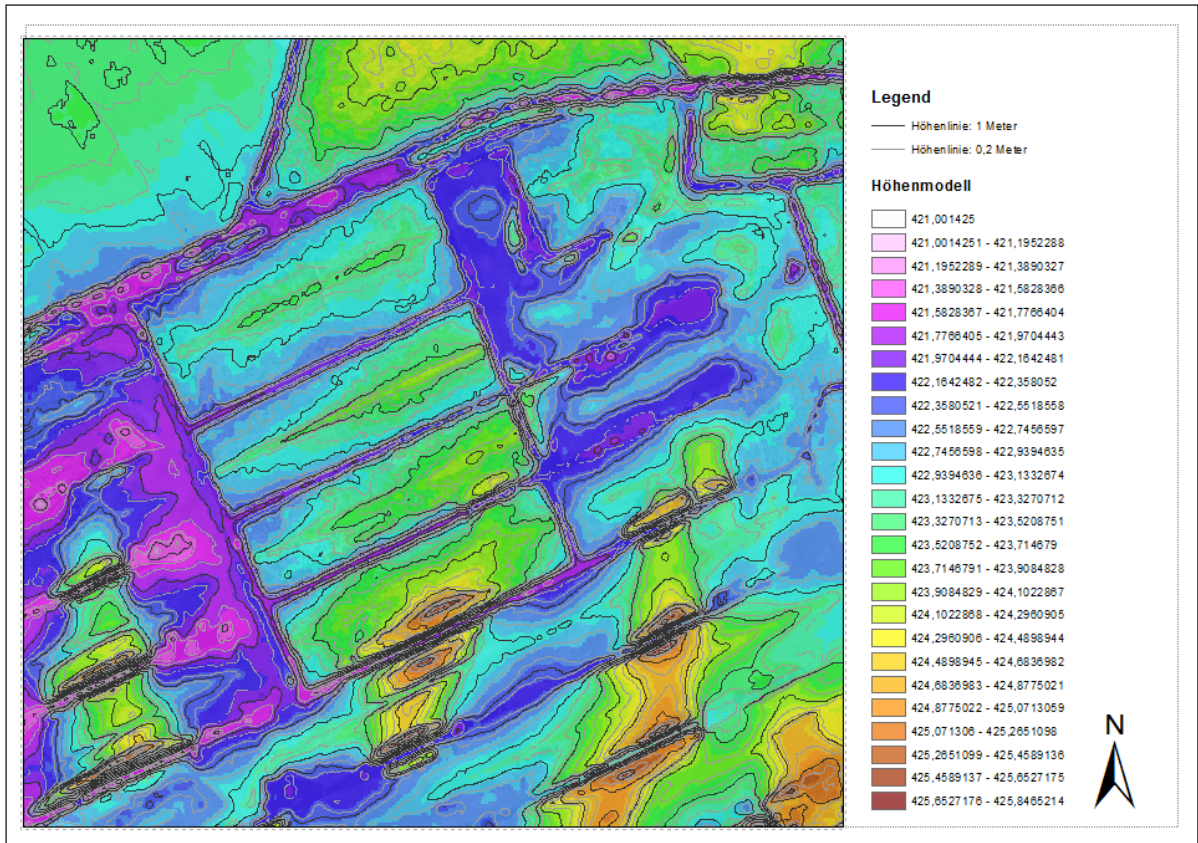 Legend
Höhenlinie: 1 Meter
Höhenlinie: 0,2 Meter
Höhenmodell
421,001425
421,0014251 - 421,1952288
421,1952289 - 421,3890327
421,3890328 - 421,5828366
421,5828367 - 421,7766404
421,7766405 - 421,9704443
421,9704444 - 422,1642481
422,1642482 - 422,358052
422,3580521 - 422,5518558
422,5518559 - 422,7456597
422,7456598 - 422,9394635
422,9394636 - 423,1332674
423,1332675 - 423,3270712
423,3270713 - 423,5208751
423,5208752 - 423,714679
423,7146791 - 423,9084828
423,9084829 - 424,1022867
424,1022868 - 424,2960905
424,2960906 - 424,4898944
424,4898945 - 424,6836982
424,6836983 - 424,8775021
424,8775022 - 425,0713059
425,071306 - 425,2651098
425,2651099 - 425,4589136
425,4589137 - 425,6527175
425,6527176 - 425,8465214
N